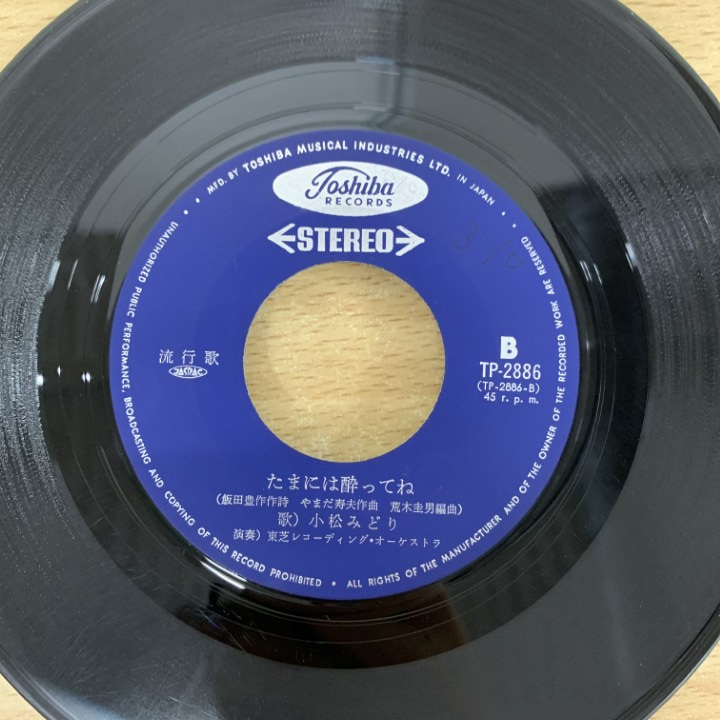 MFD. BY TOSHIBA MUSICAL INDUSTRIES LTD. IN JAPAN
Toshiba
RECORDS
STEREO
3-10
流行歌
JASRAC
B
TP-2886
(TP-2886-B)
45 r. p. m.
たまには酔ってね
(飯田豊作作詩 やまだ寿夫作曲 荒木圭男編曲)
歌) 小松みどり
演奏) 東芝レコーディング・オーケストラ
UNAUTHORIZED PUBLIC PERFORMANCE, BROADCASTING AND COPYING OF THIS RECORD PROHIBITED • ALL RIGHTS OF THE MANUFACTURER AND OF THE OWNER OF THE RECORDED WORK ARE RESERVED